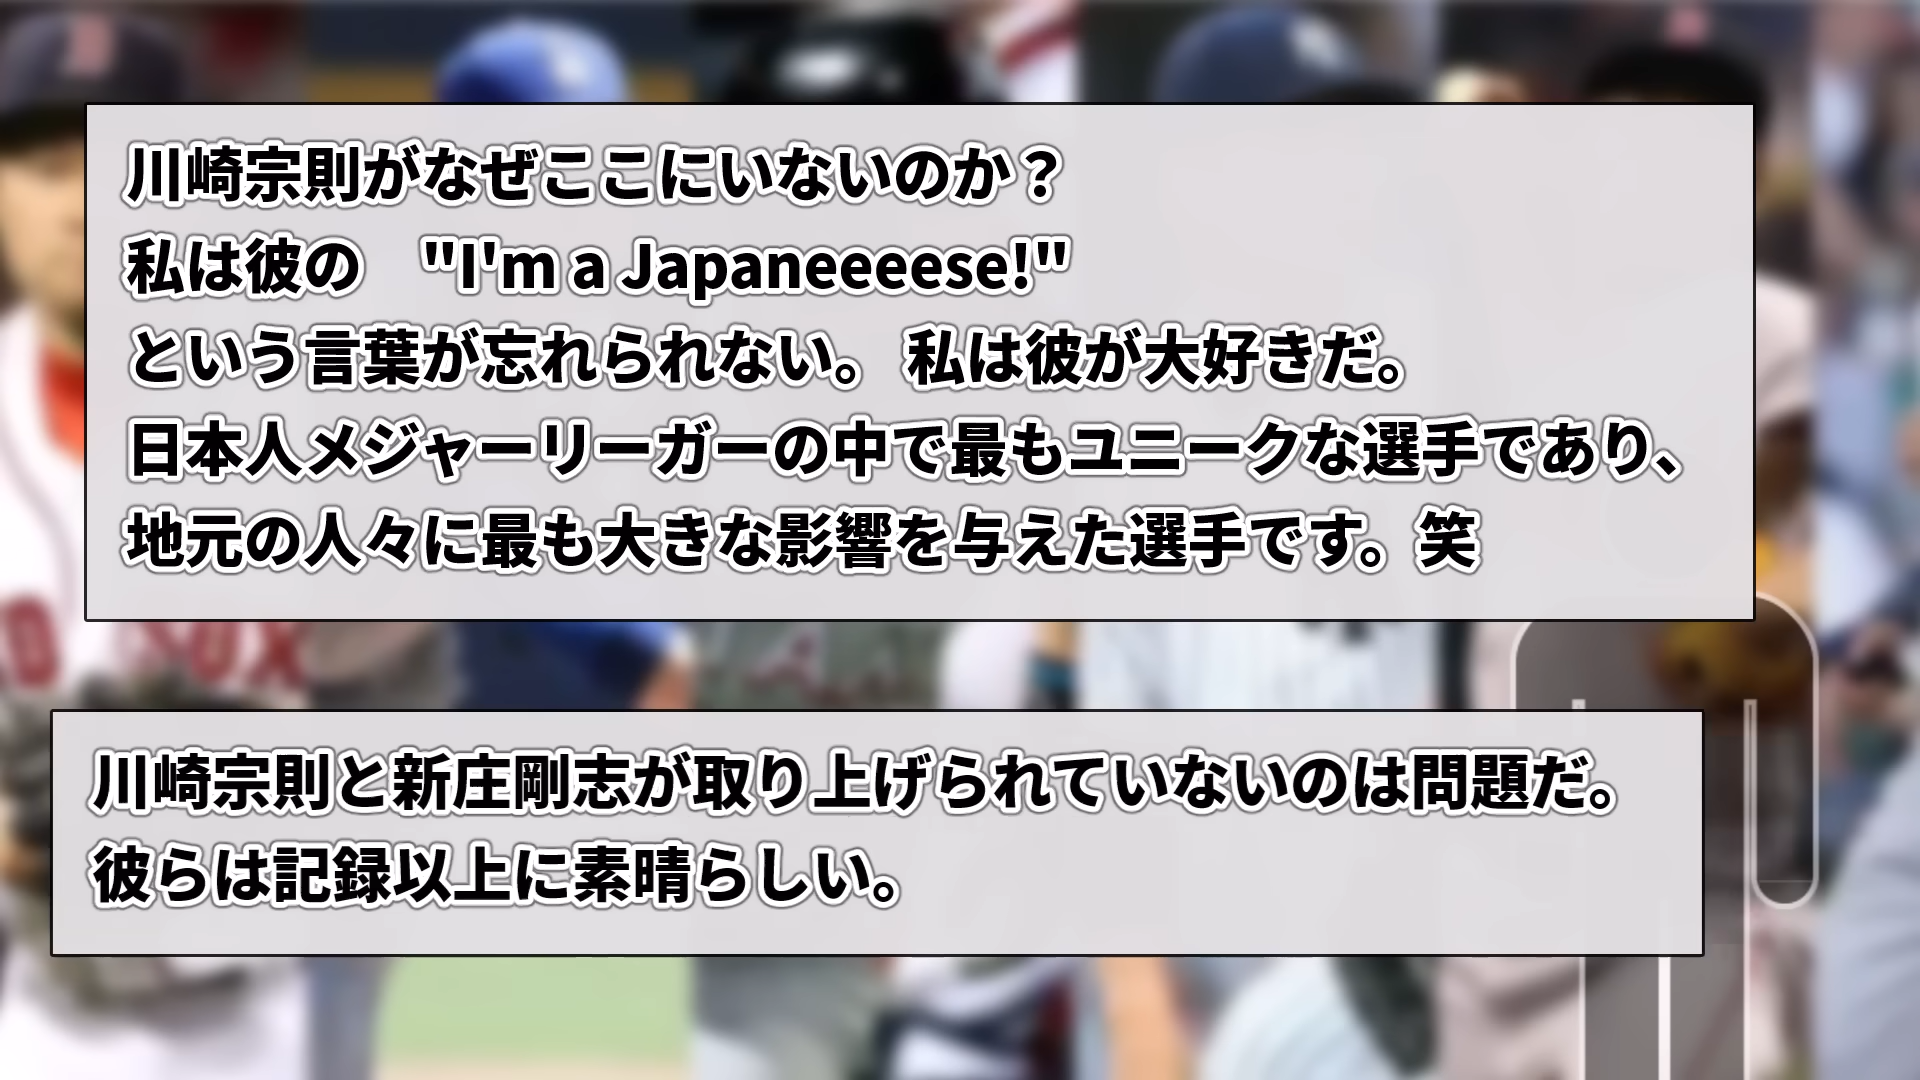 川崎宗則がなぜここにいないのか？
私は彼の　"I'm a Japaneeeese!"
という言葉が忘れられない。 私は彼が大好きだ。
日本人メジャーリーガーの中で最もユニークな選手であり、
地元の人々に最も大きな影響を与えた選手です。笑
川崎宗則と新庄剛志が取り上げられていないのは問題だ。
彼らは記録以上に素晴らしい。